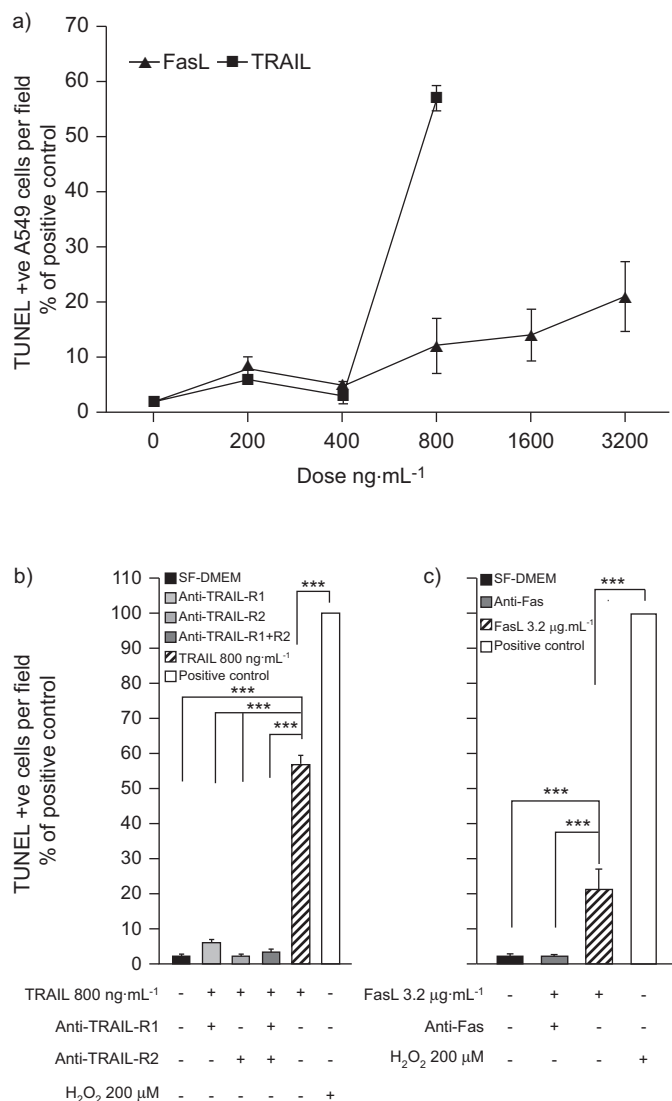 a)
70
60
50
40
30
20
10
0
TUNEL +ve A549 cells per field
% of positive control
FasL TRAIL
0 200 400 800 1600 3200
Dose ng·mL-1
b)
110
100
90
80
70
60
50
40
30
20
10
0
TUNEL +ve cells per field
% of positive control
SF-DMEM
Anti-TRAIL-R1
Anti-TRAIL-R2
Anti-TRAIL-R1+R2
TRAIL 800 ng·mL-1
Positive control
***
***
***
***
TRAIL 800 ng·mL-1 - + + + + -
Anti-TRAIL-R1 - + - + - -
Anti-TRAIL-R2 - - + + - -
H2O2 200 µM - - - - - +
c)
SF-DMEM
Anti-Fas
FasL 3.2 µg.mL-1
Positive control
***
***
***
FasL 3.2 µg·mL-1 - + + -
Anti-Fas - + - -
H2O2 200 µM - - - +